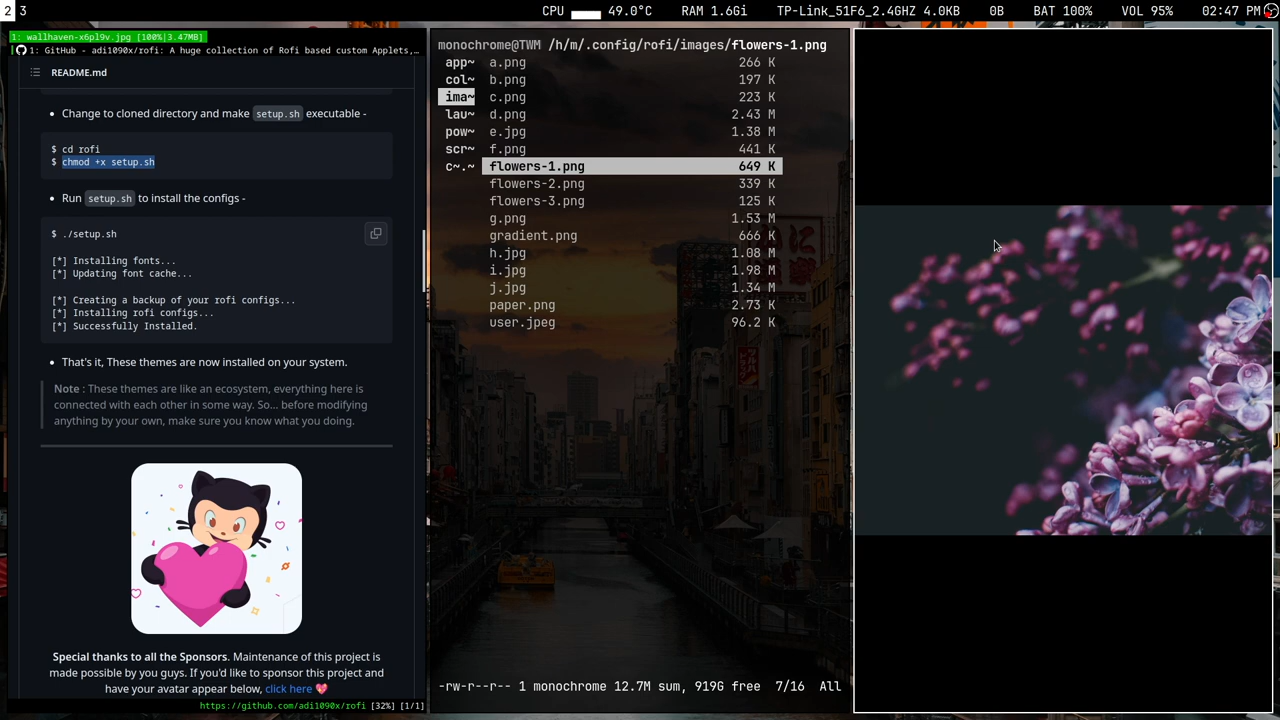 2 3
CPU 49.0°C RAM 1.6Gi TP-Link_51F6_2.4GHZ 4.0KB 0B BAT 100% VOL 95% 02:47 PM
1: wallhaven-x6pl9v.jpg [100%|3.47MB]
1: GitHub - adi1090x/rofi: A huge collection of Rofi based custom Applets,…
README.md
• Change to cloned directory and make setup.sh executable -
$ cd rofi
$ chmod +x setup.sh
• Run setup.sh to install the configs -
$ ./setup.sh
[*] Installing fonts...
[*] Updating font cache...
[*] Creating a backup of your rofi configs...
[*] Installing rofi configs...
[*] Successfully Installed.
• That's it, These themes are now installed on your system.
Note : These themes are like an ecosystem, everything here is
connected with each other in some way. So... before modifying
anything by your own, make sure you know what you doing.
Special thanks to all the Sponsors. Maintenance of this project is
made possible by you guys. If you'd like to sponsor this project and
have your avatar appear below, click here 💖
https://github.com/adi1090x/rofi [32%] [1/1]
monochrome@TWM /h/m/.config/rofi/images/flowers-1.png
app~ a.png 266 K
col~ b.png 197 K
ima~ c.png 223 K
lau~ d.png 2.43 M
pow~ e.jpg 1.38 M
scr~ f.png 441 K
c~.~ flowers-1.png 649 K
flowers-2.png 339 K
flowers-3.png 125 K
g.png 1.53 M
gradient.png 666 K
h.jpg 1.08 M
i.jpg 1.98 M
j.jpg 1.34 M
paper.png 2.73 M
user.jpeg 96.2 K
-rw-r--r-- 1 monochrome 12.7M sum, 919G free 7/16 All